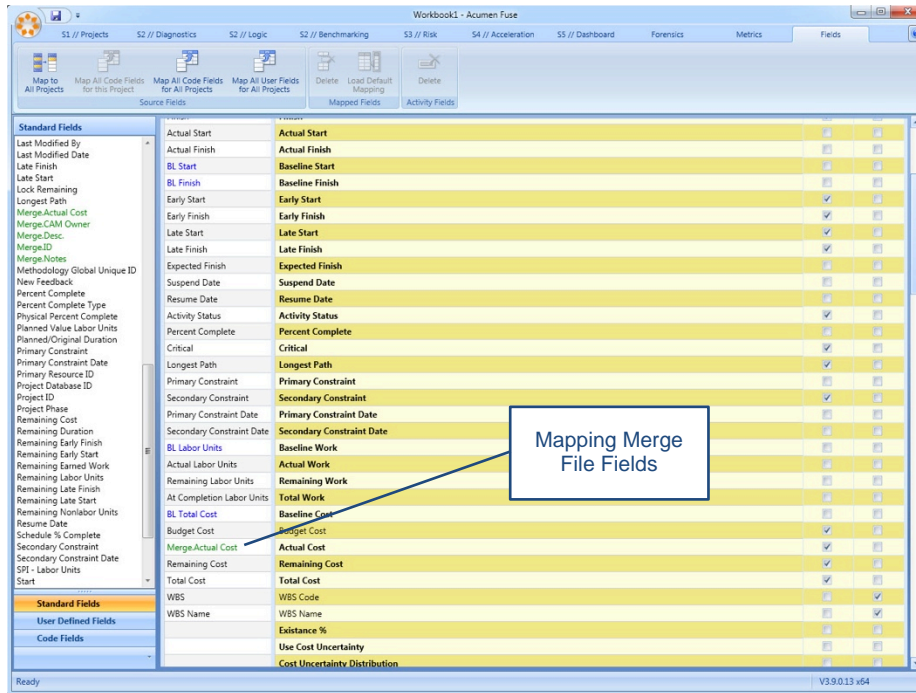 Workbook1 - Acumen Fuse
S1 // Projects S2 // Diagnostics S2 // Logic S2 // Benchmarking S3 // Risk S4 // Acceleration S5 // Dashboard Forensics Metrics Fields
Map to All Projects
Map All Code Fields for this Project
Map All Code Fields for All Projects
Map All User Fields for All Projects
Delete
Load Default Mapping
Delete
Source Fields Mapped Fields Activity Fields
Standard Fields
Last Modified By
Last Modified Date
Late Finish
Late Start
Lock Remaining
Longest Path
Merge.Actual Cost
Merge.CAM Owner
Merge.Desc.
Merge.ID
Merge.Notes
Methodology Global Unique ID
New Feedback
Percent Complete
Percent Complete Type
Physical Percent Complete
Planned Value Labor Units
Planned/Original Duration
Primary Constraint
Primary Constraint Date
Primary Resource ID
Project Database ID
Project ID
Project Phase
Remaining Cost
Remaining Duration
Remaining Early Finish
Remaining Early Start
Remaining Earned Work
Remaining Labor Units
Remaining Late Finish
Remaining Late Start
Remaining Nonlabor Units
Resume Date
Schedule % Complete
Secondary Constraint
Secondary Constraint Date
SPI - Labor Units
Start
Standard Fields
User Defined Fields
Code Fields
Actual Start Actual Start
Actual Finish Actual Finish
BL Start Baseline Start
BL Finish Baseline Finish
Early Start Early Start
Early Finish Early Finish
Late Start Late Start
Late Finish Late Finish
Expected Finish Expected Finish
Suspend Date Suspend Date
Resume Date Resume Date
Activity Status Activity Status
Percent Complete Percent Complete
Critical Critical
Longest Path Longest Path
Primary Constraint Primary Constraint
Secondary Constraint Secondary Constraint
Primary Constraint Date Primary Constraint Date
Secondary Constraint Date Secondary Constraint Date
BL Labor Units Baseline Work
Actual Labor Units Actual Work
Remaining Labor Units Remaining Work
At Completion Labor Units Total Work
BL Total Cost Baseline Cost
Budget Cost Budget Cost
Merge.Actual Cost Actual Cost
Remaining Cost Remaining Cost
Total Cost Total Cost
WBS WBS Code
WBS Name WBS Name
Existance %
Use Cost Uncertainty
Cost Uncertainty Distribution
Mapping Merge
File Fields
Ready V3.9.0.13 x64